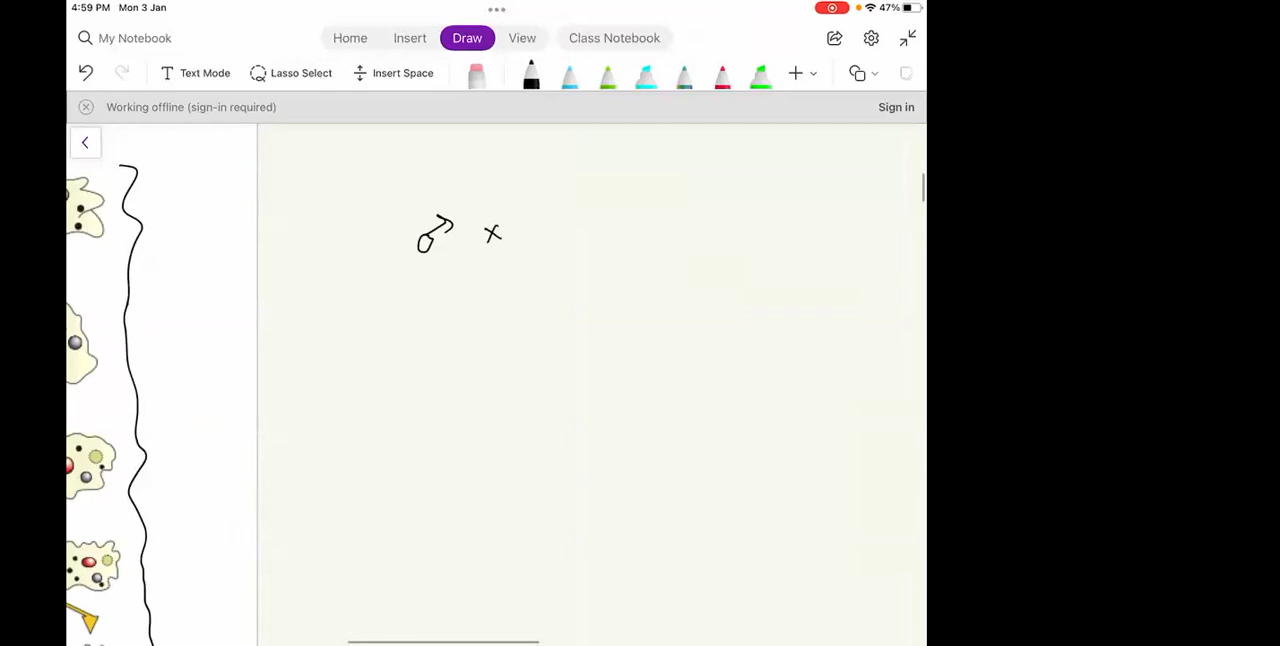 4:59 PM Mon 3 Jan 47%
My Notebook Home Insert Draw View Class Notebook
Text Mode Lasso Select Insert Space
Working offline (sign-in required) Sign in
♂ ×